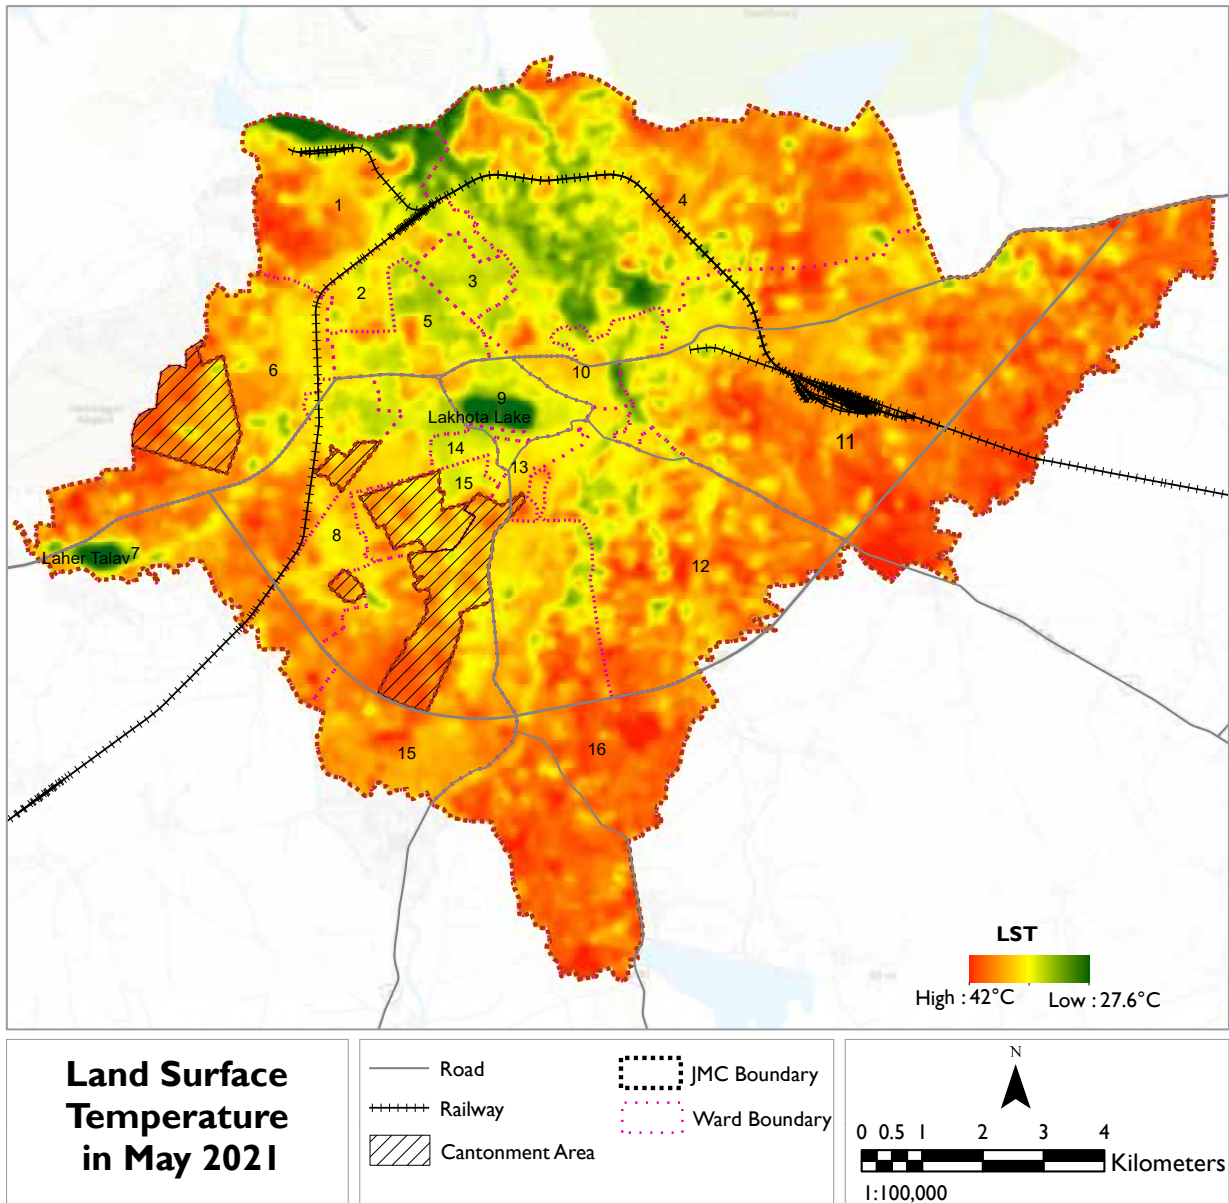 1
4
3
2
5
6
10
9
Lakhota Lake
11
14
13
15
8
Laher Talav 7
12
15
16
LST
High : 42°C Low : 27.6°C
Land Surface
Temperature
in May 2021
Road
Railway
Cantonment Area
JMC Boundary
Ward Boundary
N
0 0.5 1 2 3 4
Kilometers
1:100,000